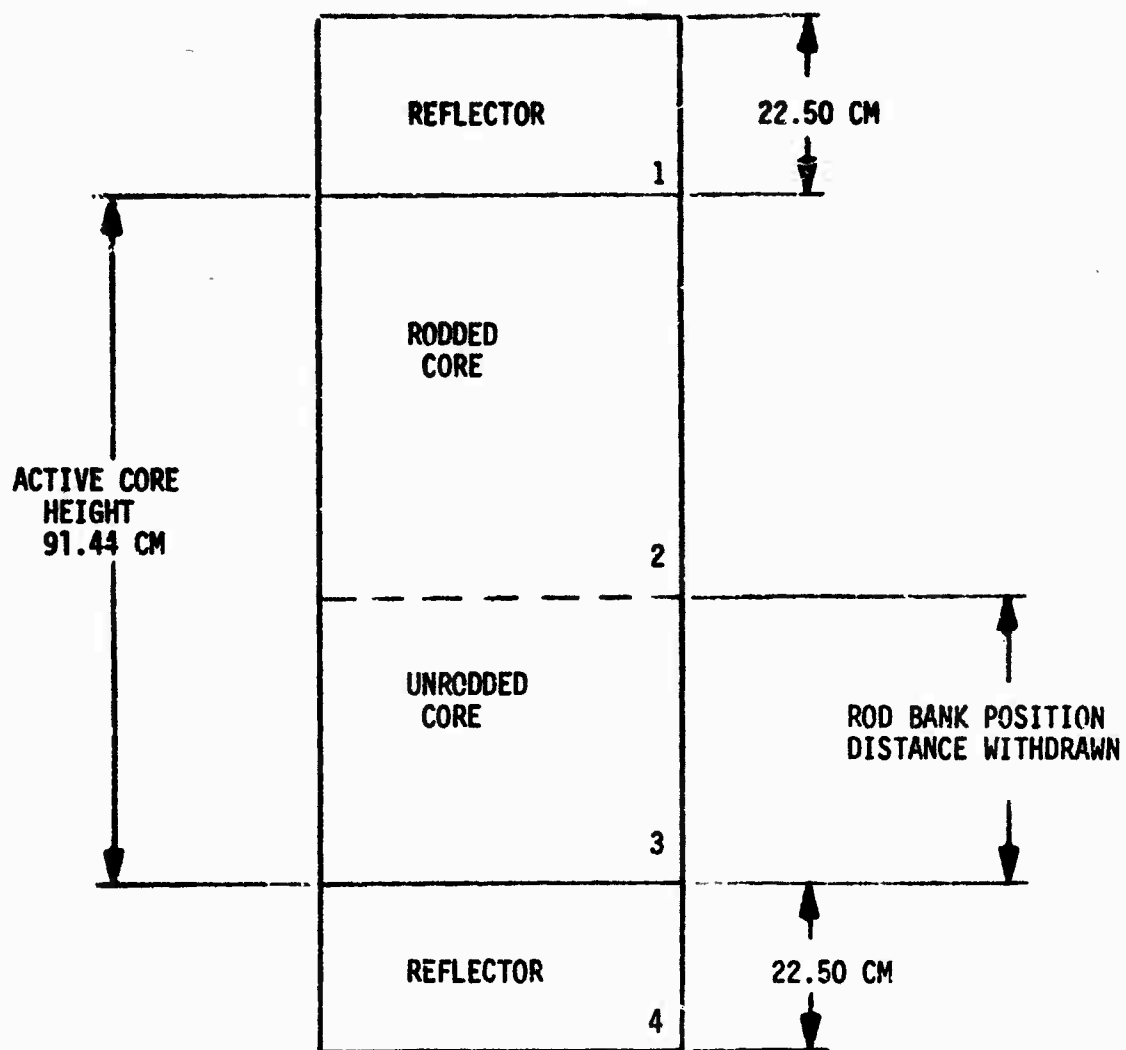 REFLECTOR
22.50 CM
1
RODDED
CORE
ACTIVE CORE
HEIGHT
91.44 CM
2
UNRODDED
CORE
ROD BANK POSITION
DISTANCE WITHDRAWN
3
REFLECTOR
22.50 CM
4